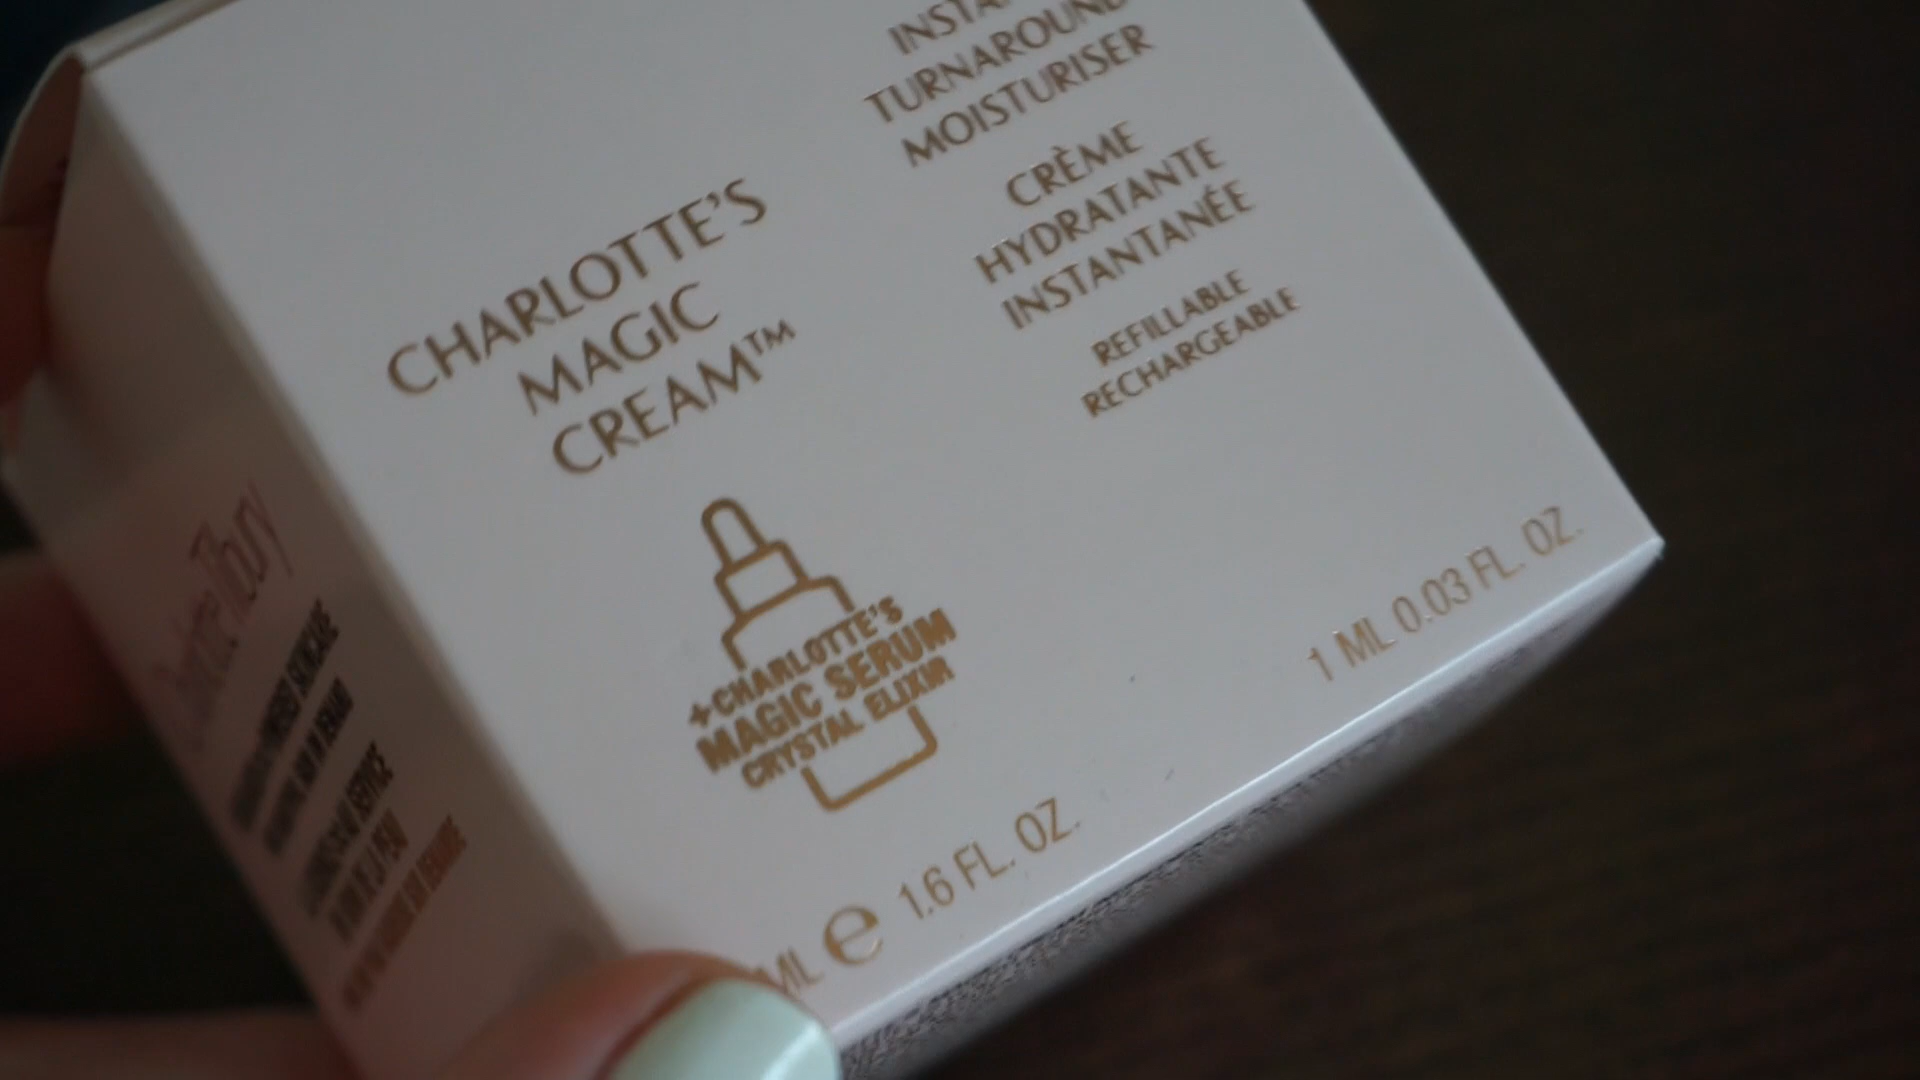 CHARLOTTE'S
MAGIC
CREAM™
TURNAROUND
MOISTURISER
CRÈME
HYDRATANTE
INSTANTANÉE
REFILLABLE
RECHARGEABLE
+CHARLOTTE'S
MAGIC SERUM
CRYSTAL ELIXIR
ML e 1.6 FL. OZ.
1 ML 0.03 FL. OZ.
Tilbury